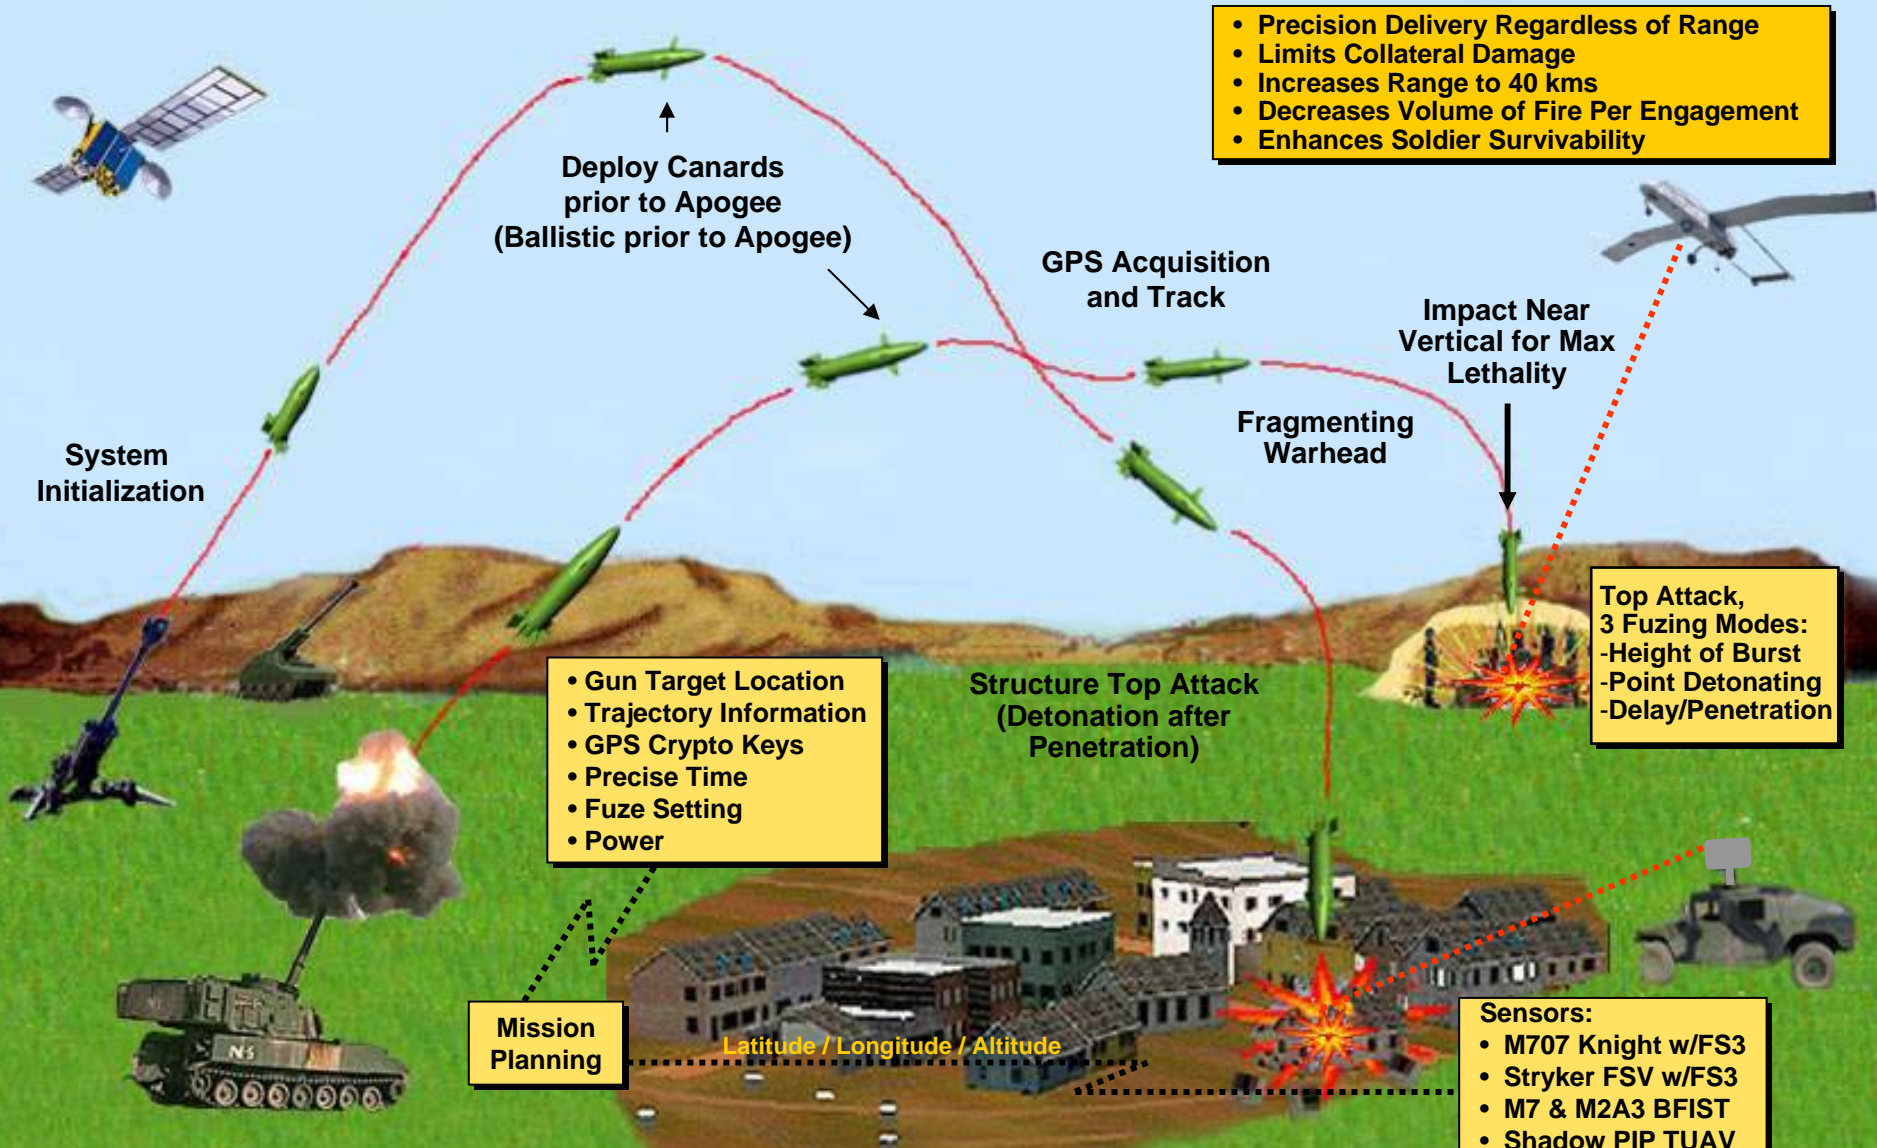 • Precision Delivery Regardless of Range
• Limits Collateral Damage
• Increases Range to 40 kms
• Decreases Volume of Fire Per Engagement
• Enhances Soldier Survivability
Deploy Canards
prior to Apogee
(Ballistic prior to Apogee)
GPS Acquisition
and Track
Impact Near
Vertical for Max
Lethality
Fragmenting
Warhead
System
Initialization
Top Attack,
3 Fuzing Modes:
-Height of Burst
-Point Detonating
-Delay/Penetration
• Gun Target Location
• Trajectory Information
• GPS Crypto Keys
• Precise Time
• Fuze Setting
• Power
Structure Top Attack
(Detonation after
Penetration)
Mission
Planning
Latitude / Longitude / Altitude
Sensors:
• M707 Knight w/FS3
• Stryker FSV w/FS3
• M7 & M2A3 BFIST
• Shadow PIP TUAV